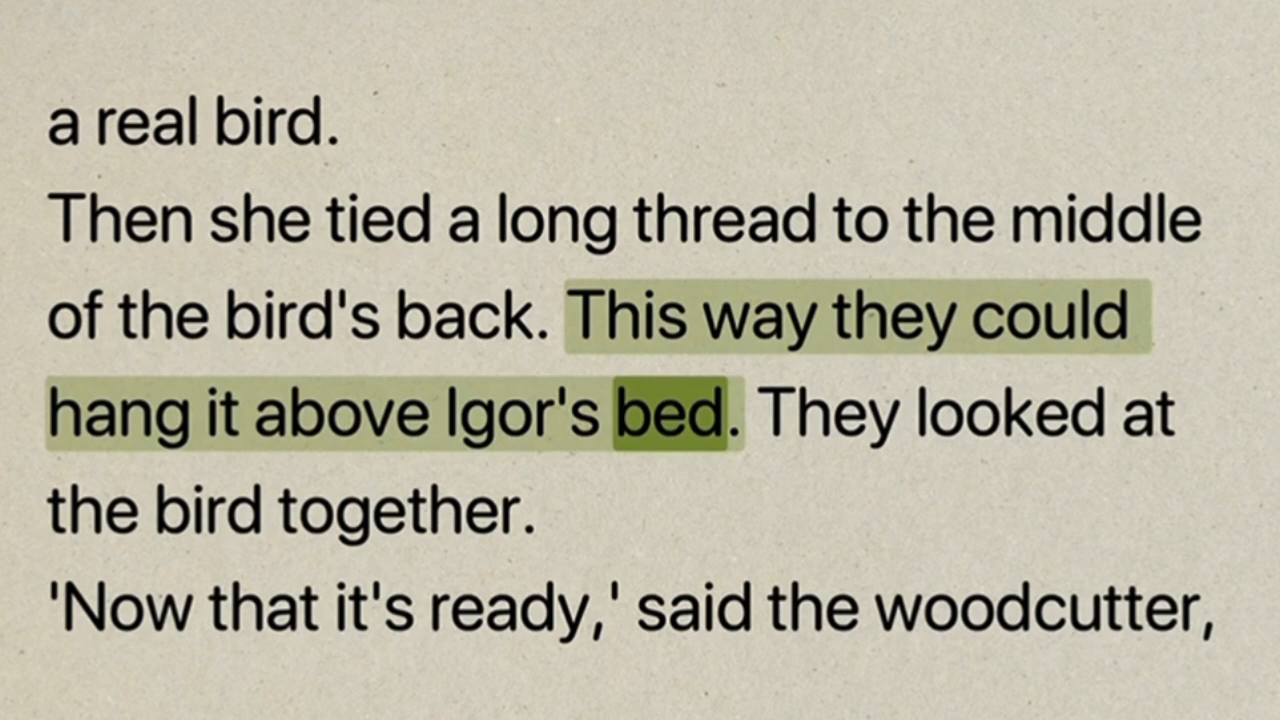 a real bird.
Then she tied a long thread to the middle
of the bird's back. This way they could
hang it above Igor's bed. They looked at
the bird together.
'Now that it's ready,' said the woodcutter,